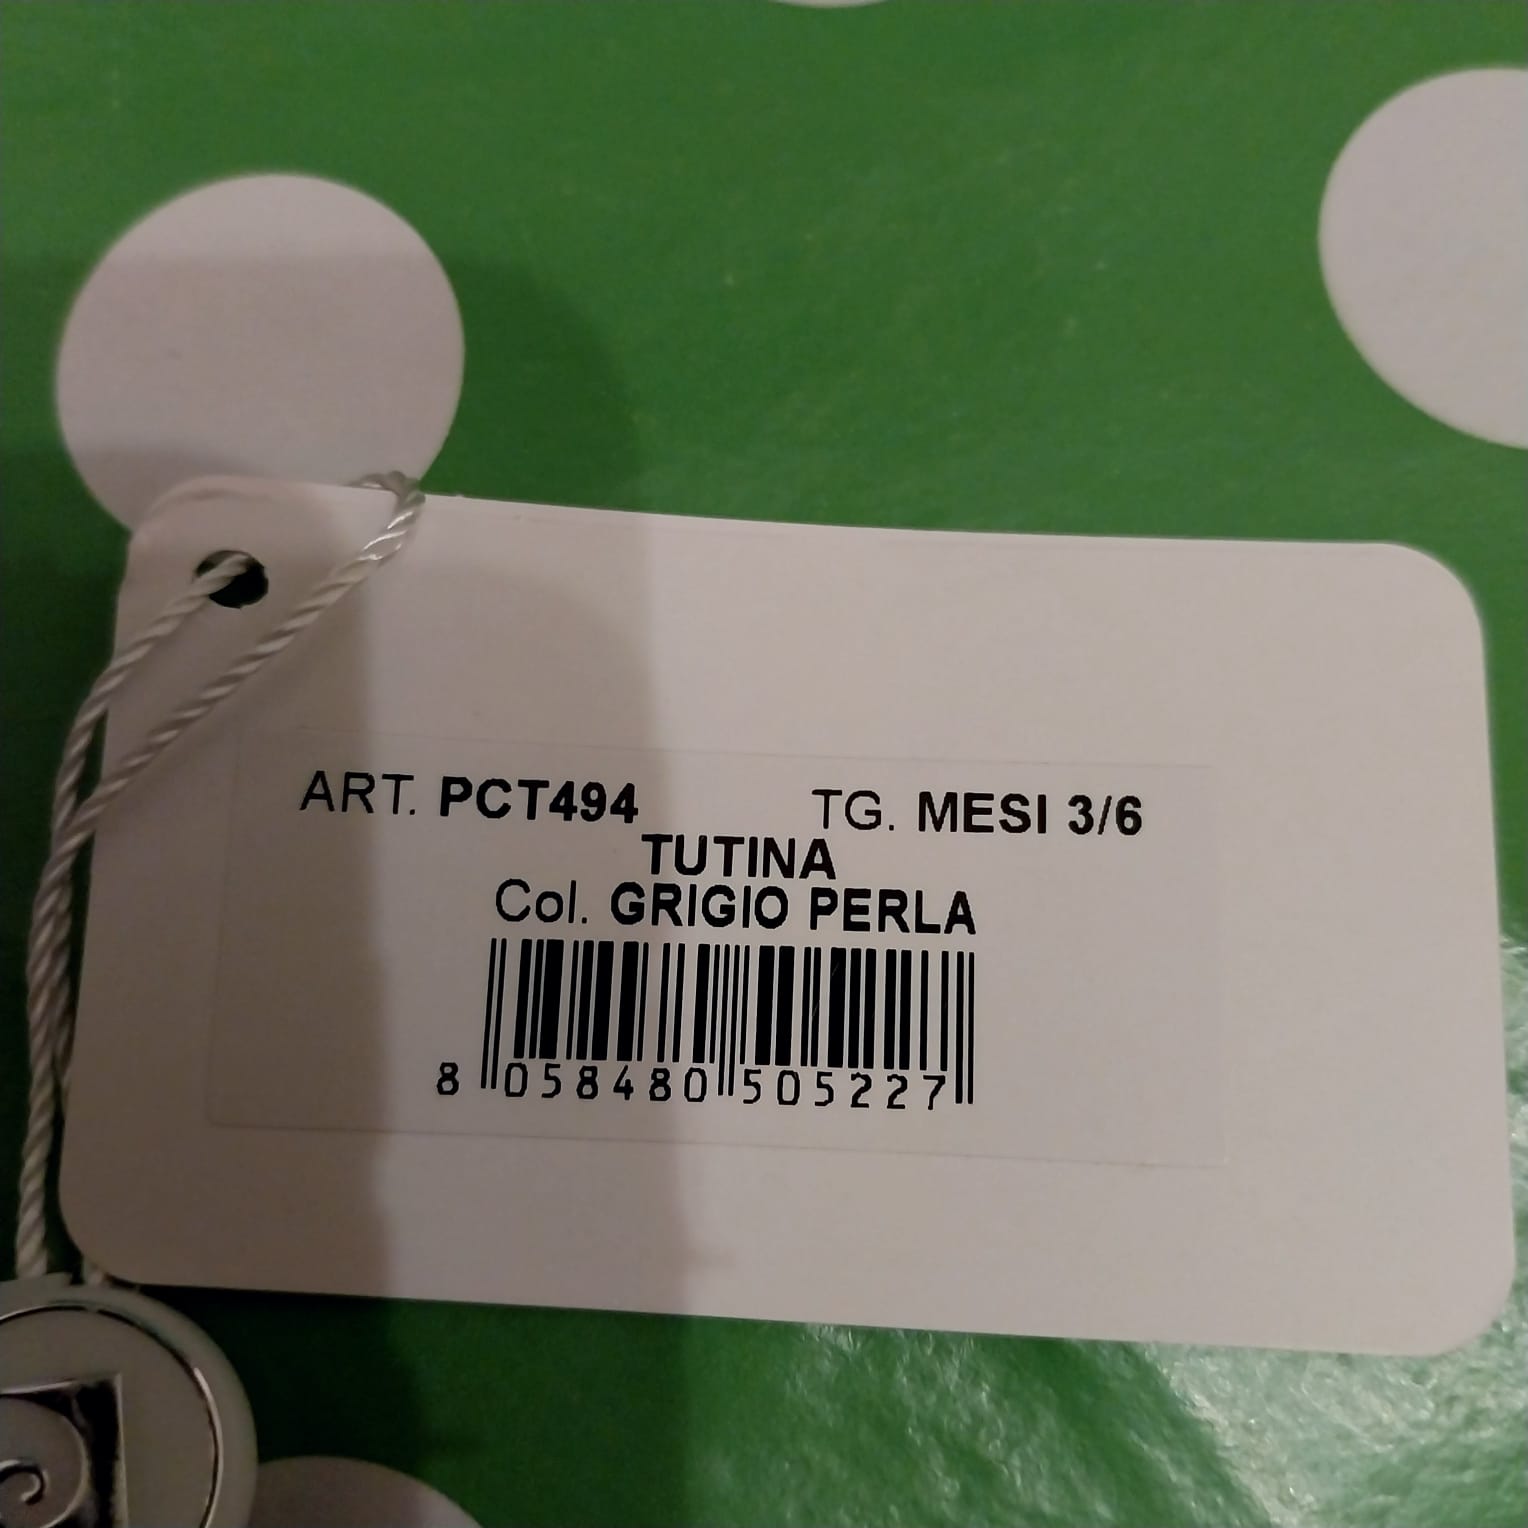 ART. PCT494 TG. MESI 3/6
TUTINA
Col. GRIGIO PERLA
8 058480 505227